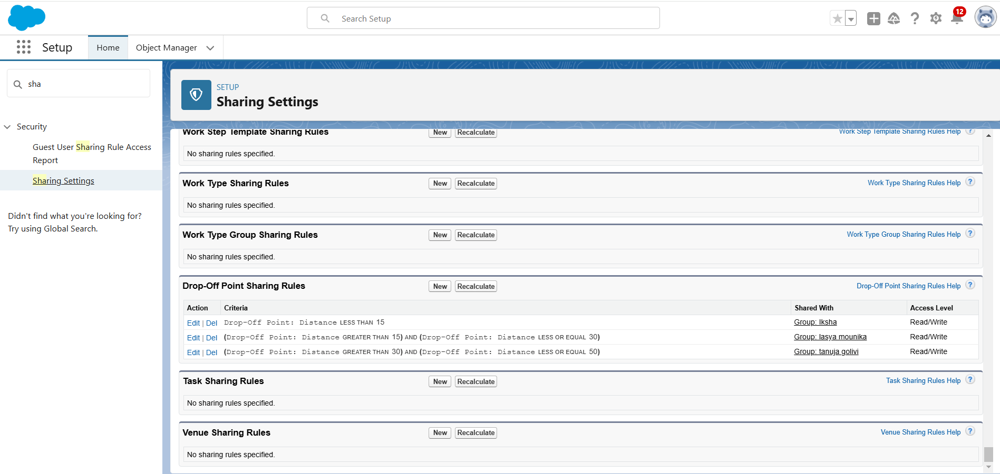 Search Setup
12
Setup
Home
Object Manager
sha
Security
Guest User Sharing Rule Access
Report
Sharing Settings
Didn't find what you're looking for?
Try using Global Search.
SETUP
Sharing Settings
Work Step Template Sharing Rules New Recalculate Work Step Template Sharing Rules Help ?
No sharing rules specified.
Work Type Sharing Rules New Recalculate Work Type Sharing Rules Help ?
No sharing rules specified.
Work Type Group Sharing Rules New Recalculate Work Type Group Sharing Rules Help ?
No sharing rules specified.
Drop-Off Point Sharing Rules New Recalculate Drop-Off Point Sharing Rules Help ?
Action Criteria Shared With Access Level
Edit | Del Drop-Off Point: Distance LESS THAN 15 Group: Iksha Read/Write
Edit | Del (Drop-Off Point: Distance GREATER THAN 15) AND (Drop-Off Point: Distance LESS OR EQUAL 30) Group: lasya mounika Read/Write
Edit | Del (Drop-Off Point: Distance GREATER THAN 30) AND (Drop-Off Point: Distance LESS OR EQUAL 50) Group: tanuja golivi Read/Write
Task Sharing Rules New Recalculate Task Sharing Rules Help ?
No sharing rules specified.
Venue Sharing Rules New Recalculate Venue Sharing Rules Help ?
No sharing rules specified.